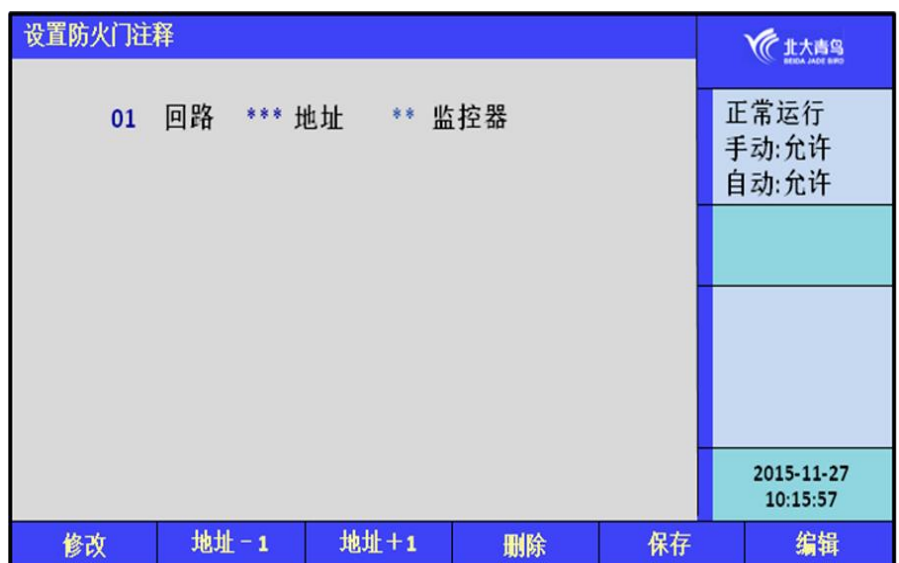 设置防火门注释
北大青鸟
BEIDA JADE BIRD
01 回路 *** 地址 ** 监控器
正常运行
手动:允许
自动:允许
2015-11-27
10:15:57
修改 地址-1 地址+1 删除 保存 编辑